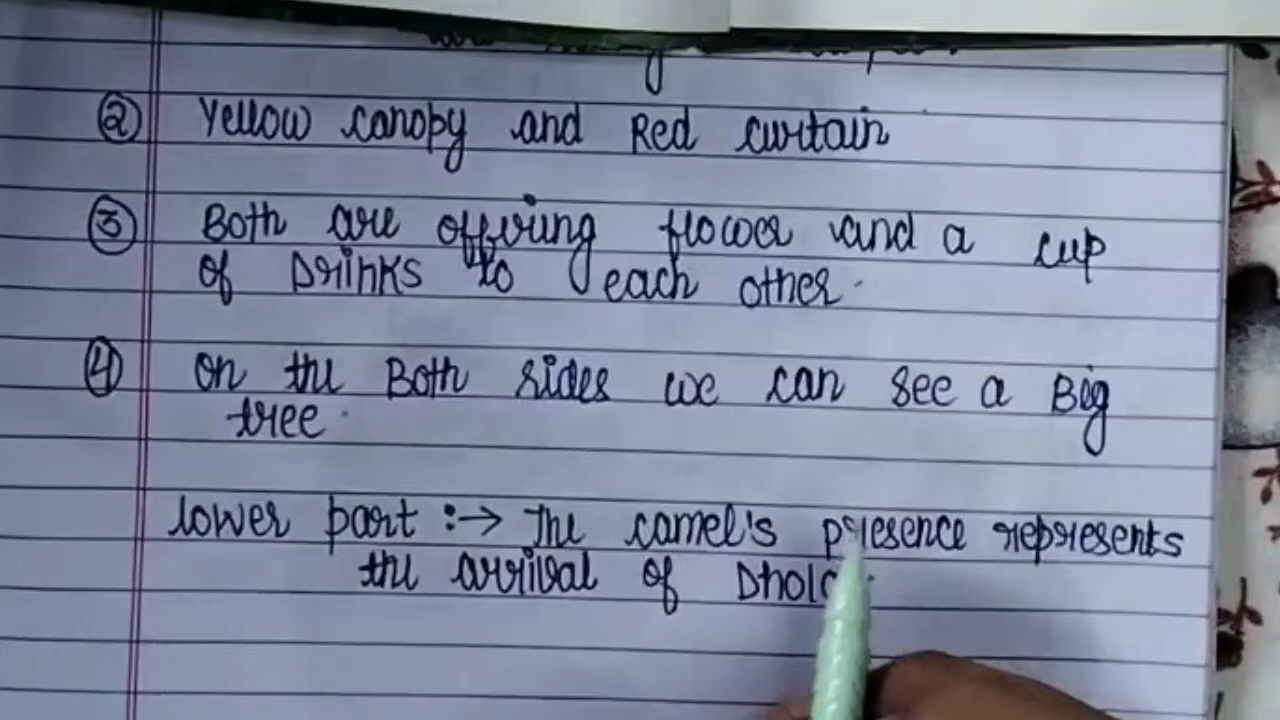 ② Yellow canopy and Red curtain
③ Both are offering flower and a cup
of Drinks to each other.
④ on the Both sides we can see a Big
tree.
lower part :→ The camel's presence represents
the arrival of